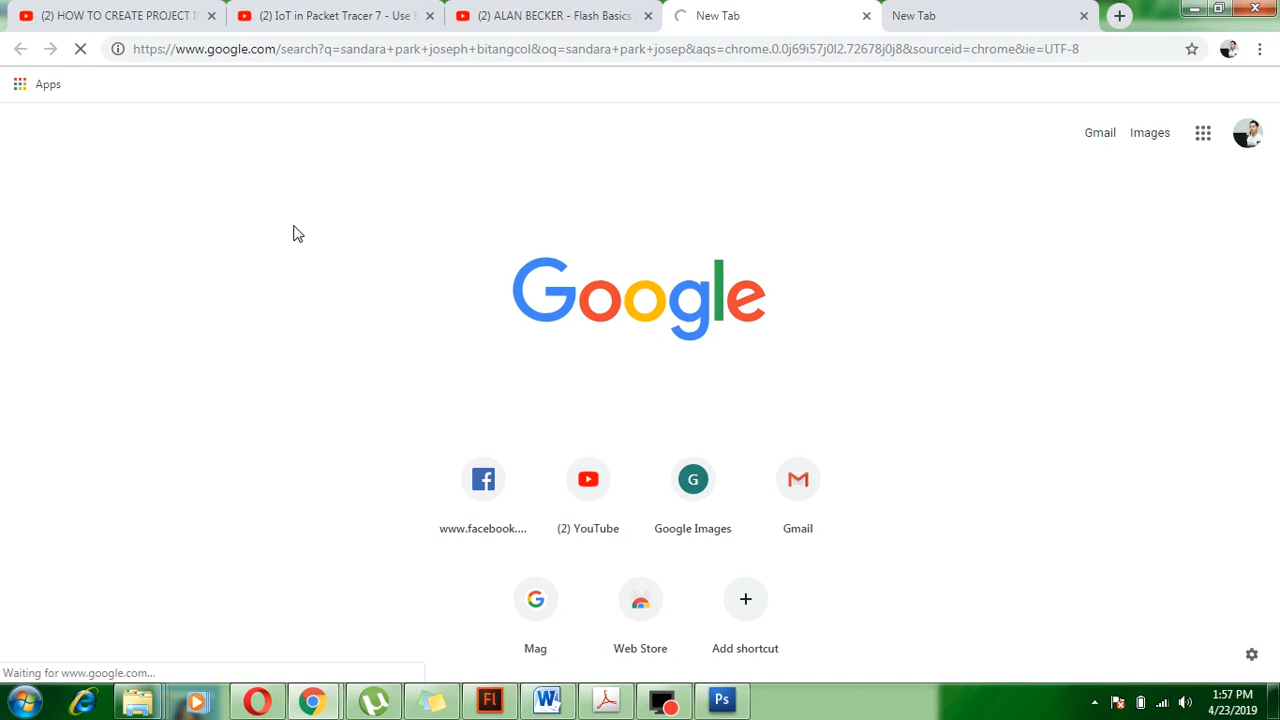 (2) HOW TO CREATE PROJECT I
(2) IoT in Packet Tracer 7 - Use E
(2) ALAN BECKER - Flash Basics
New Tab
New Tab
https://www.google.com/search?q=sandara+park+joseph+bitangcol&oq=sandara+park+josep&aqs=chrome.0.0j69i57j0l2.72678j0j8&sourceid=chrome&ie=UTF-8
Apps
Gmail Images
Google
www.facebook....
(2) YouTube
G
Google Images
Gmail
Mag
Web Store
Add shortcut
Waiting for www.google.com...
Fl
W
Ps
1:57 PM
4/23/2019